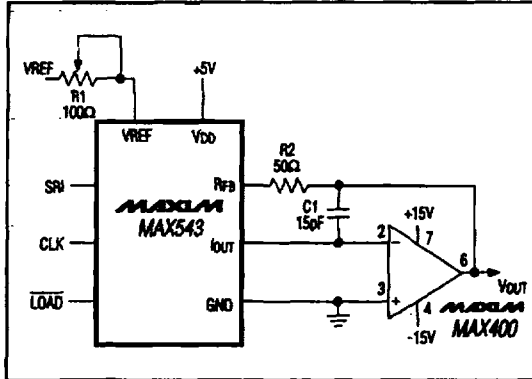 VREF
R1
100Ω
+5V
VREF
VDD
SRI
CLK
LOAD
MAXIM
MAX543
RFB
IOUT
GND
R2
50Ω
C1
15pF
2
3
+15V
7
6
VOUT
4
-15V
MAXIM
MAX400